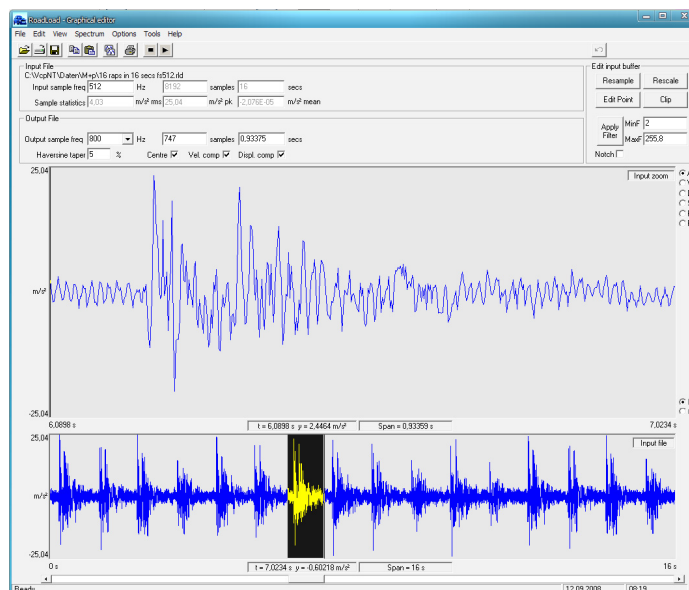 RoadLoad - Graphical editor
File Edit View Spectrum Options Tools Help
Input File
C:\VcpNT\Daten\M+p\16 raps in 16 secs fs512.rld
Input sample freq 512 Hz 8192 samples 16 secs
Sample statistics 4,03 m/s² rms 25,04 m/s² pk -2,076E-05 m/s² mean
Output File
Output sample freq 800 Hz 747 samples 0,93375 secs
Haversine taper 5 % Centre Vel. comp Displ. comp
Edit input buffer
Resample Rescale
Edit Point Clip
Apply Filter MinF 2
MaxF 255,8
Notch
25,04 Input zoom
m/s²
-25,04
6,0898 s t = 6,0898 s y = 2,4464 m/s² Span = 0,93359 s 7,0234 s
25,04 Input file
m/s²
-25,04
0 s t = 7,0234 s y = -0,60218 m/s² Span = 16 s 16 s
Ready 12.09.2008 08:19